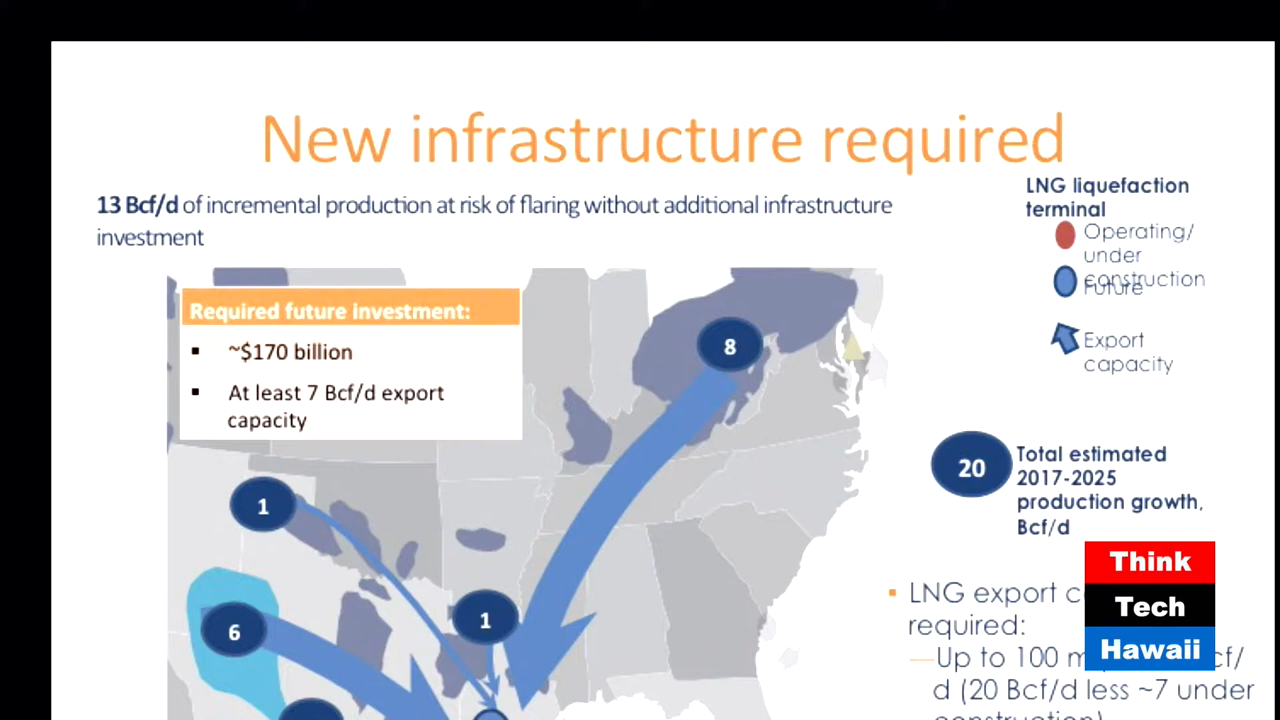 New infrastructure required
13 Bcf/d of incremental production at risk of flaring without additional infrastructure
investment
LNG liquefaction
terminal
Operating/
under
construction
Future
Export
capacity
Required future investment:
~$170 billion
At least 7 Bcf/d export
capacity
8
1
1
6
20
Total estimated
2017-2025
production growth,
Bcf/d
LNG export
required:
Up to 100
d (20 Bcf/d less ~7 under
construction)
Think
Tech
Hawaii